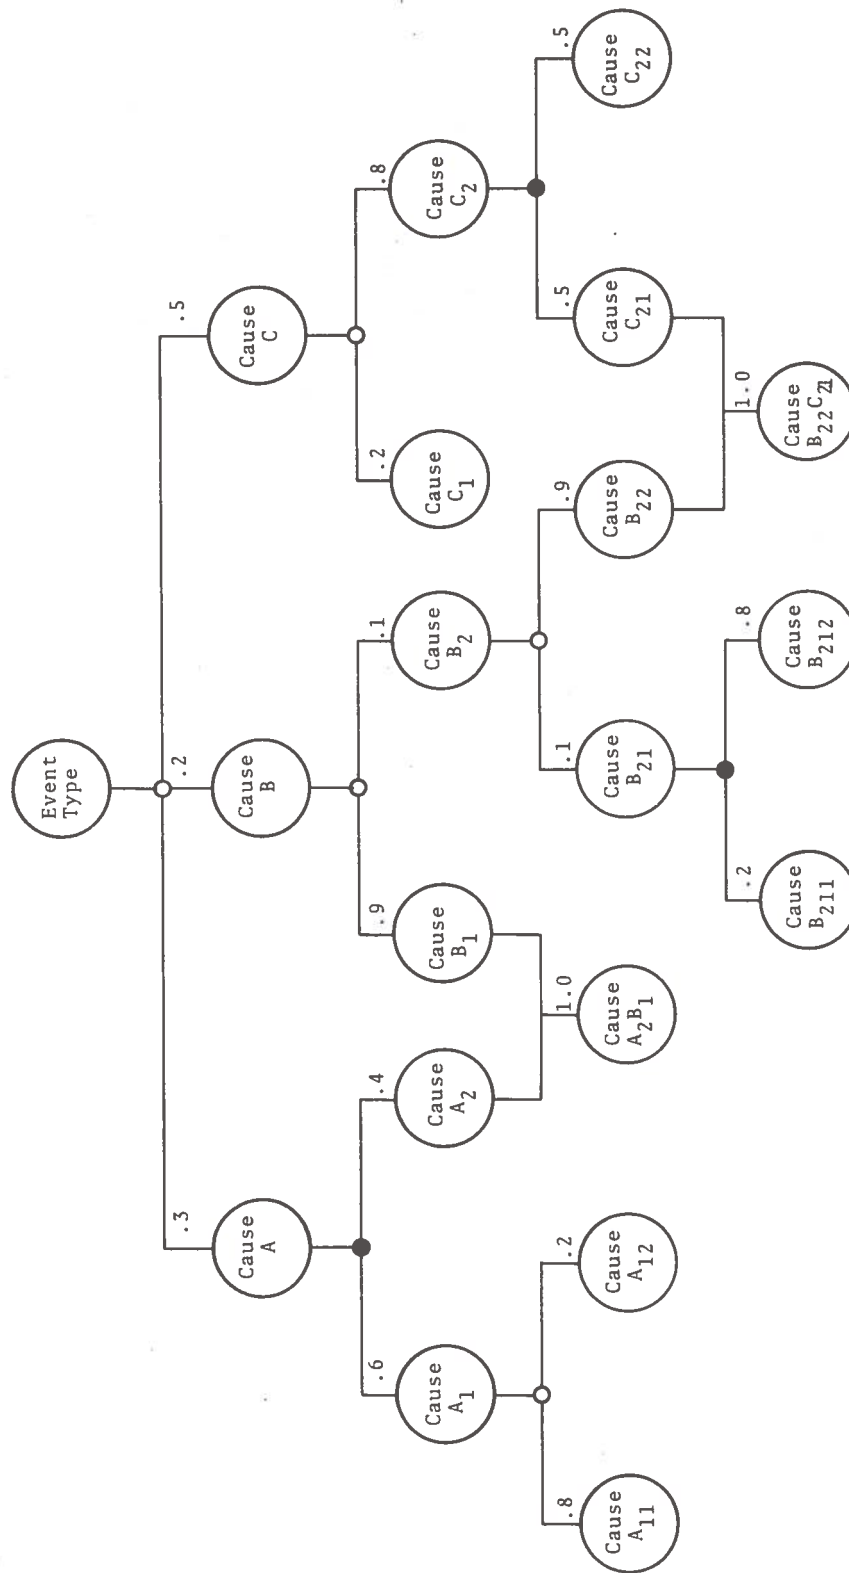 Event
Type
.3
.2
.5
Cause
A
Cause
B
Cause
C
.6
.4
.9
.1
.2
.8
Cause
A1
Cause
A2
Cause
B1
Cause
B2
Cause
C1
Cause
C2
.8
.2
1.0
.1
.9
.5
.5
Cause
A11
Cause
A12
Cause
A2B1
Cause
B21
Cause
B22
Cause
C21
Cause
C22
.2
.8
1.0
Cause
B211
Cause
B212
Cause
B22C21